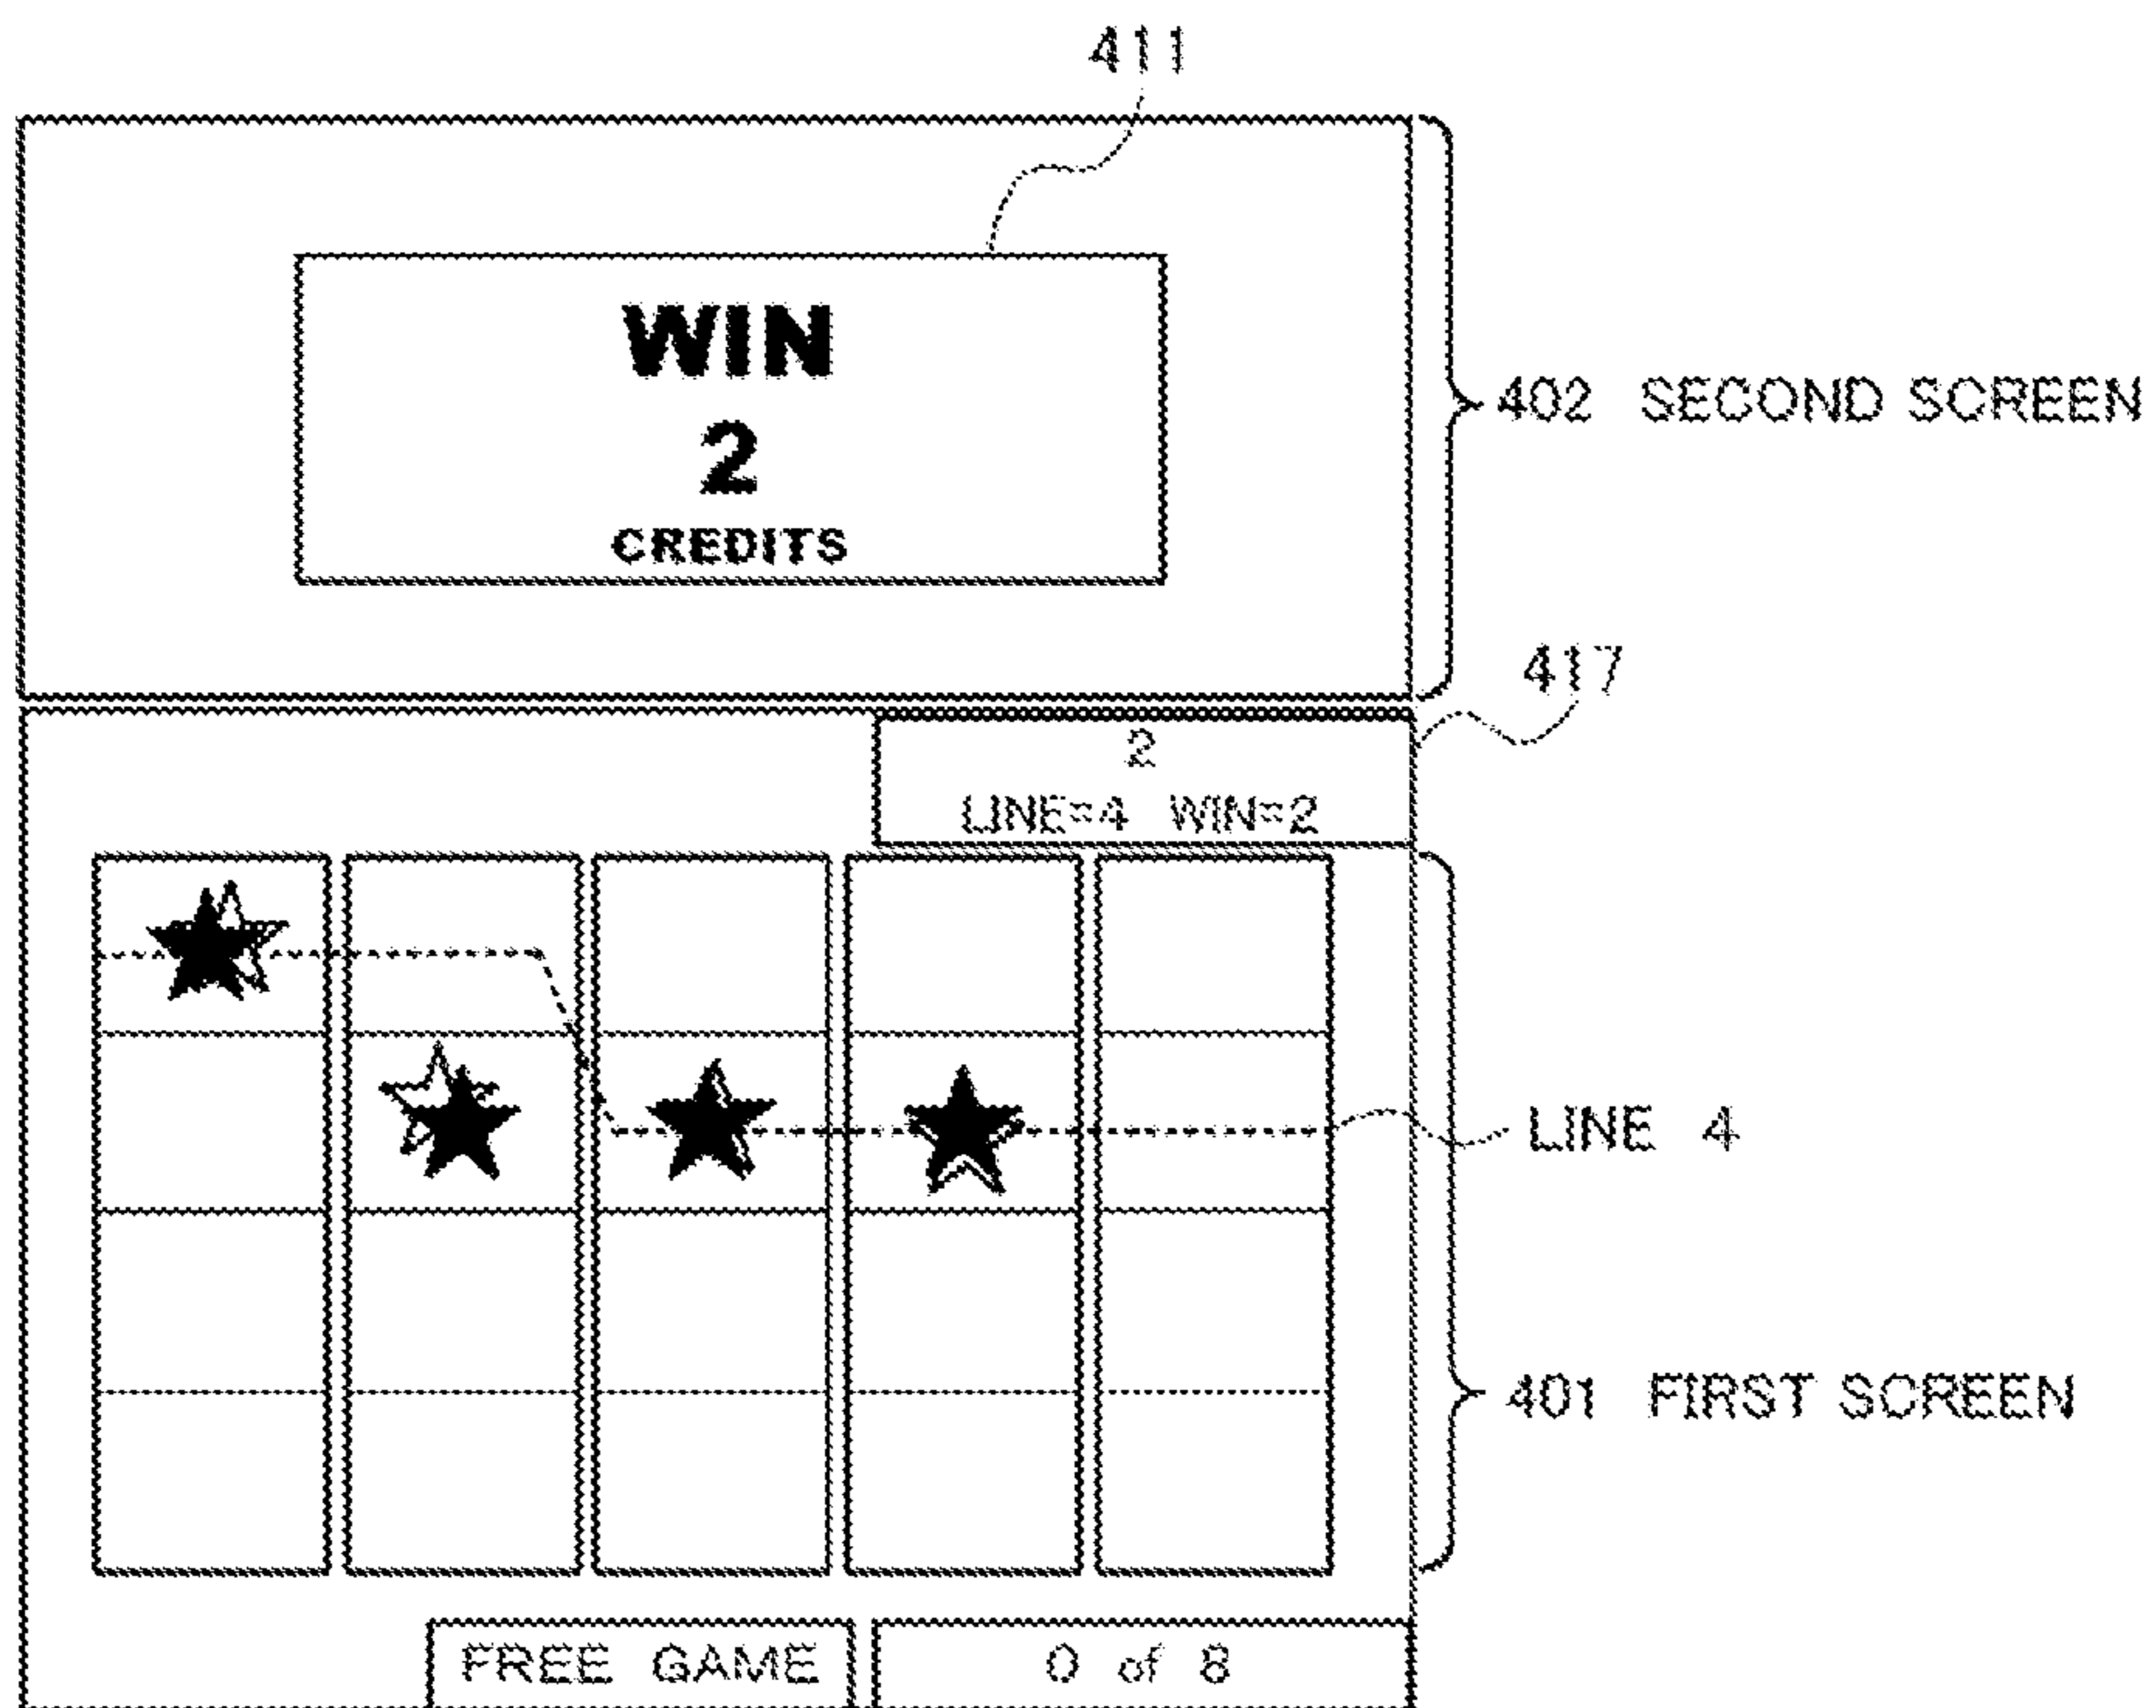 411
WIN
2
CREDITS
402 SECOND SCREEN
417
2
LINE=4 WIN=2
LINE 4
401 FIRST SCREEN
FREE GAME
0 of 8